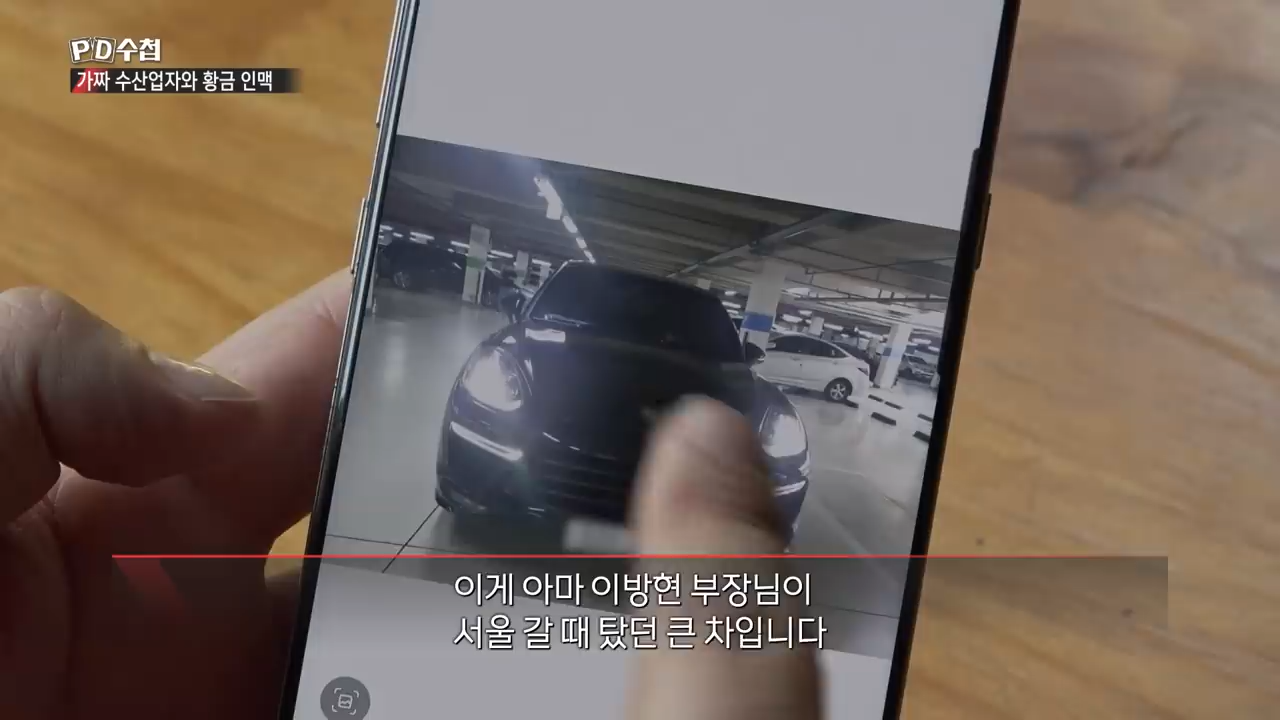 PD수첩
가짜 수산업자와 황금 인맥
이게 아마 이방현 부장님이
서울 갈 때 탔던 큰 차입니다